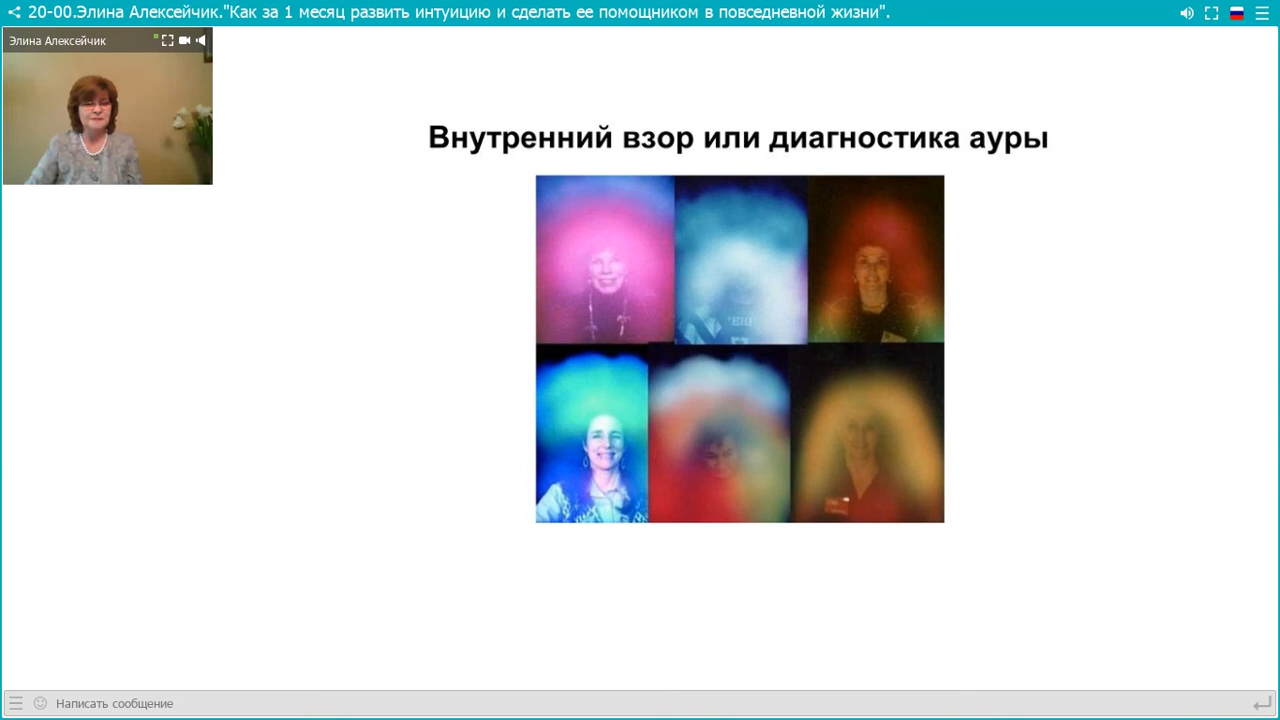 20-00.Элина Алексейчик."Как за 1 месяц развить интуицию и сделать ее помощником в повседневной жизни".
Элина Алексейчик
Внутренний взор или диагностика ауры
Написать сообщение